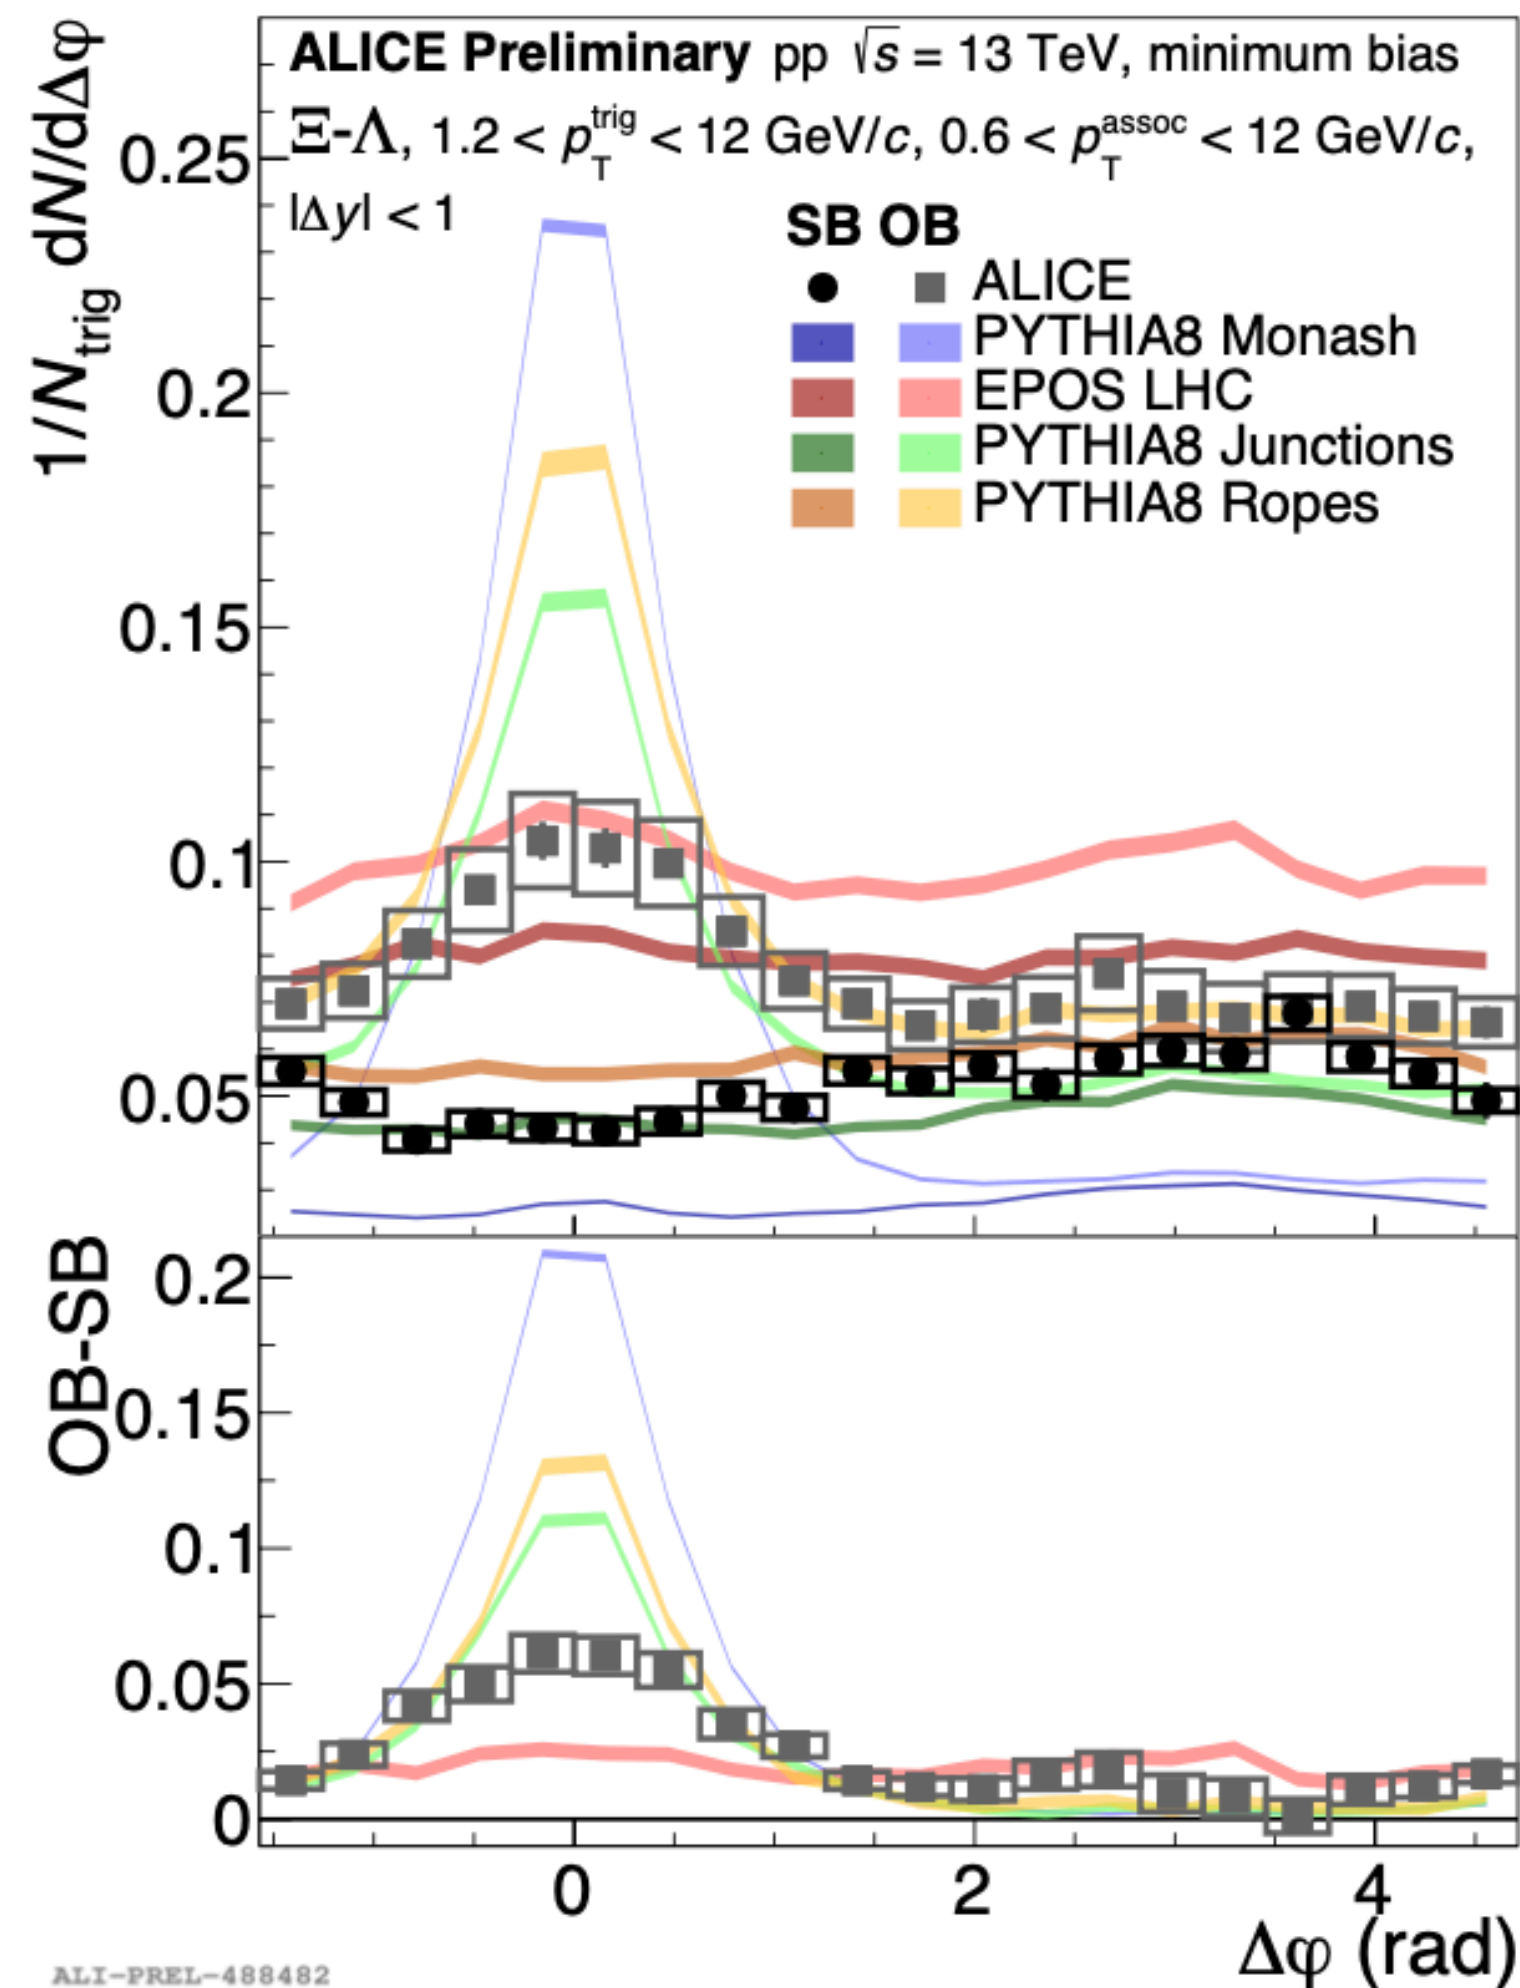 ALICE Preliminary pp √s = 13 TeV, minimum bias
Ξ-Λ, 1.2 < p_T^trig < 12 GeV/c, 0.6 < p_T^assoc < 12 GeV/c,
|Δy| < 1
SB OB
ALICE
PYTHIA8 Monash
EPOS LHC
PYTHIA8 Junctions
PYTHIA8 Ropes
1/N_trig dN/dΔφ
0.25
0.2
0.15
0.1
0.05
OB-SB
0.2
0.15
0.1
0.05
0
0 2 4
Δφ (rad)
ALI-PREL-488482